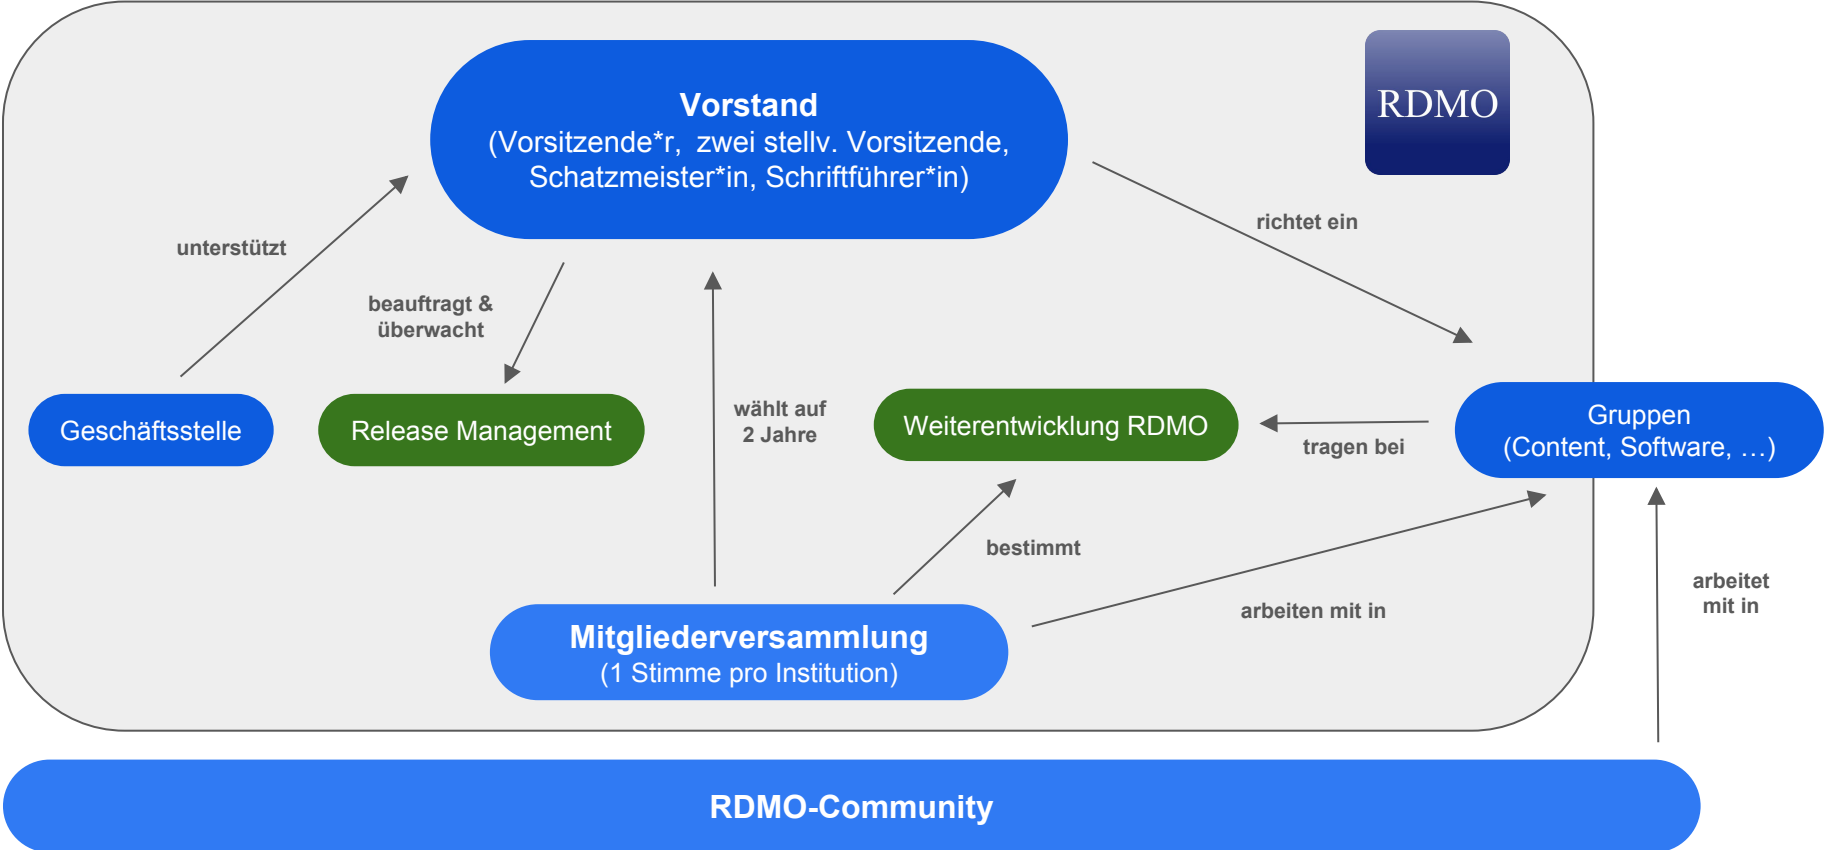 Vorstand
(Vorsitzende*r, zwei stellv. Vorsitzende,
Schatzmeister*in, Schriftführer*in)
RDMO
unterstützt
richtet ein
beauftragt &
überwacht
Geschäftsstelle
Release Management
wählt auf
2 Jahre
Weiterentwicklung RDMO
tragen bei
Gruppen
(Content, Software, …)
bestimmt
arbeiten mit in
arbeitet
mit in
Mitgliederversammlung
(1 Stimme pro Institution)
RDMO-Community